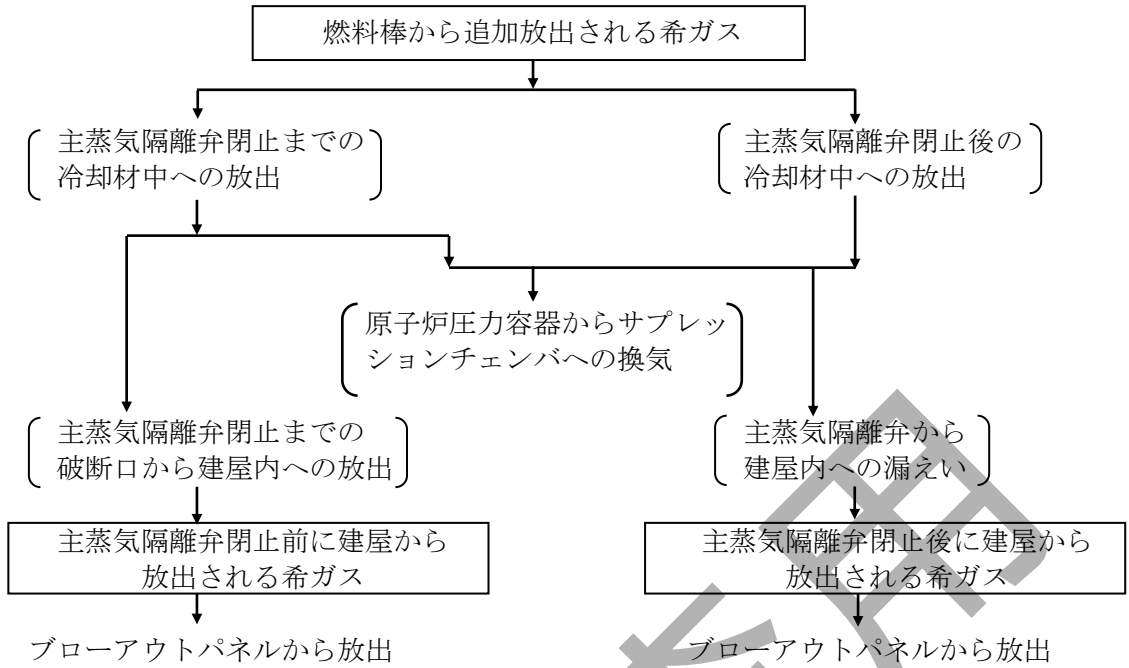 燃料棒から追加放出される希ガス
主蒸気隔離弁閉止までの
冷却材中への放出
主蒸気隔離弁閉止後の
冷却材中への放出
原子炉圧力容器からサプレッ
ションチェンバへの換気
主蒸気隔離弁閉止までの
破断口から建屋内への放出
主蒸気隔離弁から
建屋内への漏えい
主蒸気隔離弁閉止前に建屋から
放出される希ガス
主蒸気隔離弁閉止後に建屋から
放出される希ガス
ブローアウトパネルから放出
ブローアウトパネルから放出